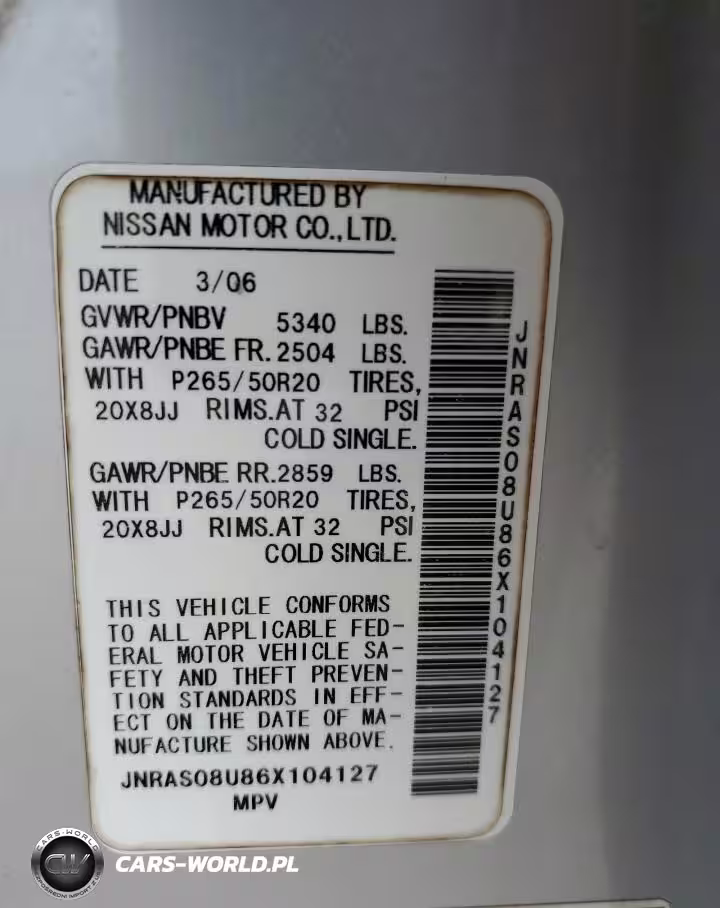 MANUFACTURED BY
NISSAN MOTOR CO.,LTD.
DATE 3/06
GVWR/PNBV 5340 LBS.
GAWR/PNBE FR. 2504 LBS.
WITH P265/50R20 TIRES,
20X8JJ RIMS.AT 32 PSI
COLD SINGLE.
GAWR/PNBE RR. 2859 LBS.
WITH P265/50R20 TIRES,
20X8JJ RIMS.AT 32 PSI
COLD SINGLE.
THIS VEHICLE CONFORMS
TO ALL APPLICABLE FED-
ERAL MOTOR VEHICLE SA-
FETY AND THEFT PREVEN-
TION STANDARDS IN EFF-
ECT ON THE DATE OF MA-
NUFACTURE SHOWN ABOVE.
JNRAS08U86X104127
MPV
JNRAS08U86X104127
CARS-WORLD
CW
CARS-WORLD.PL